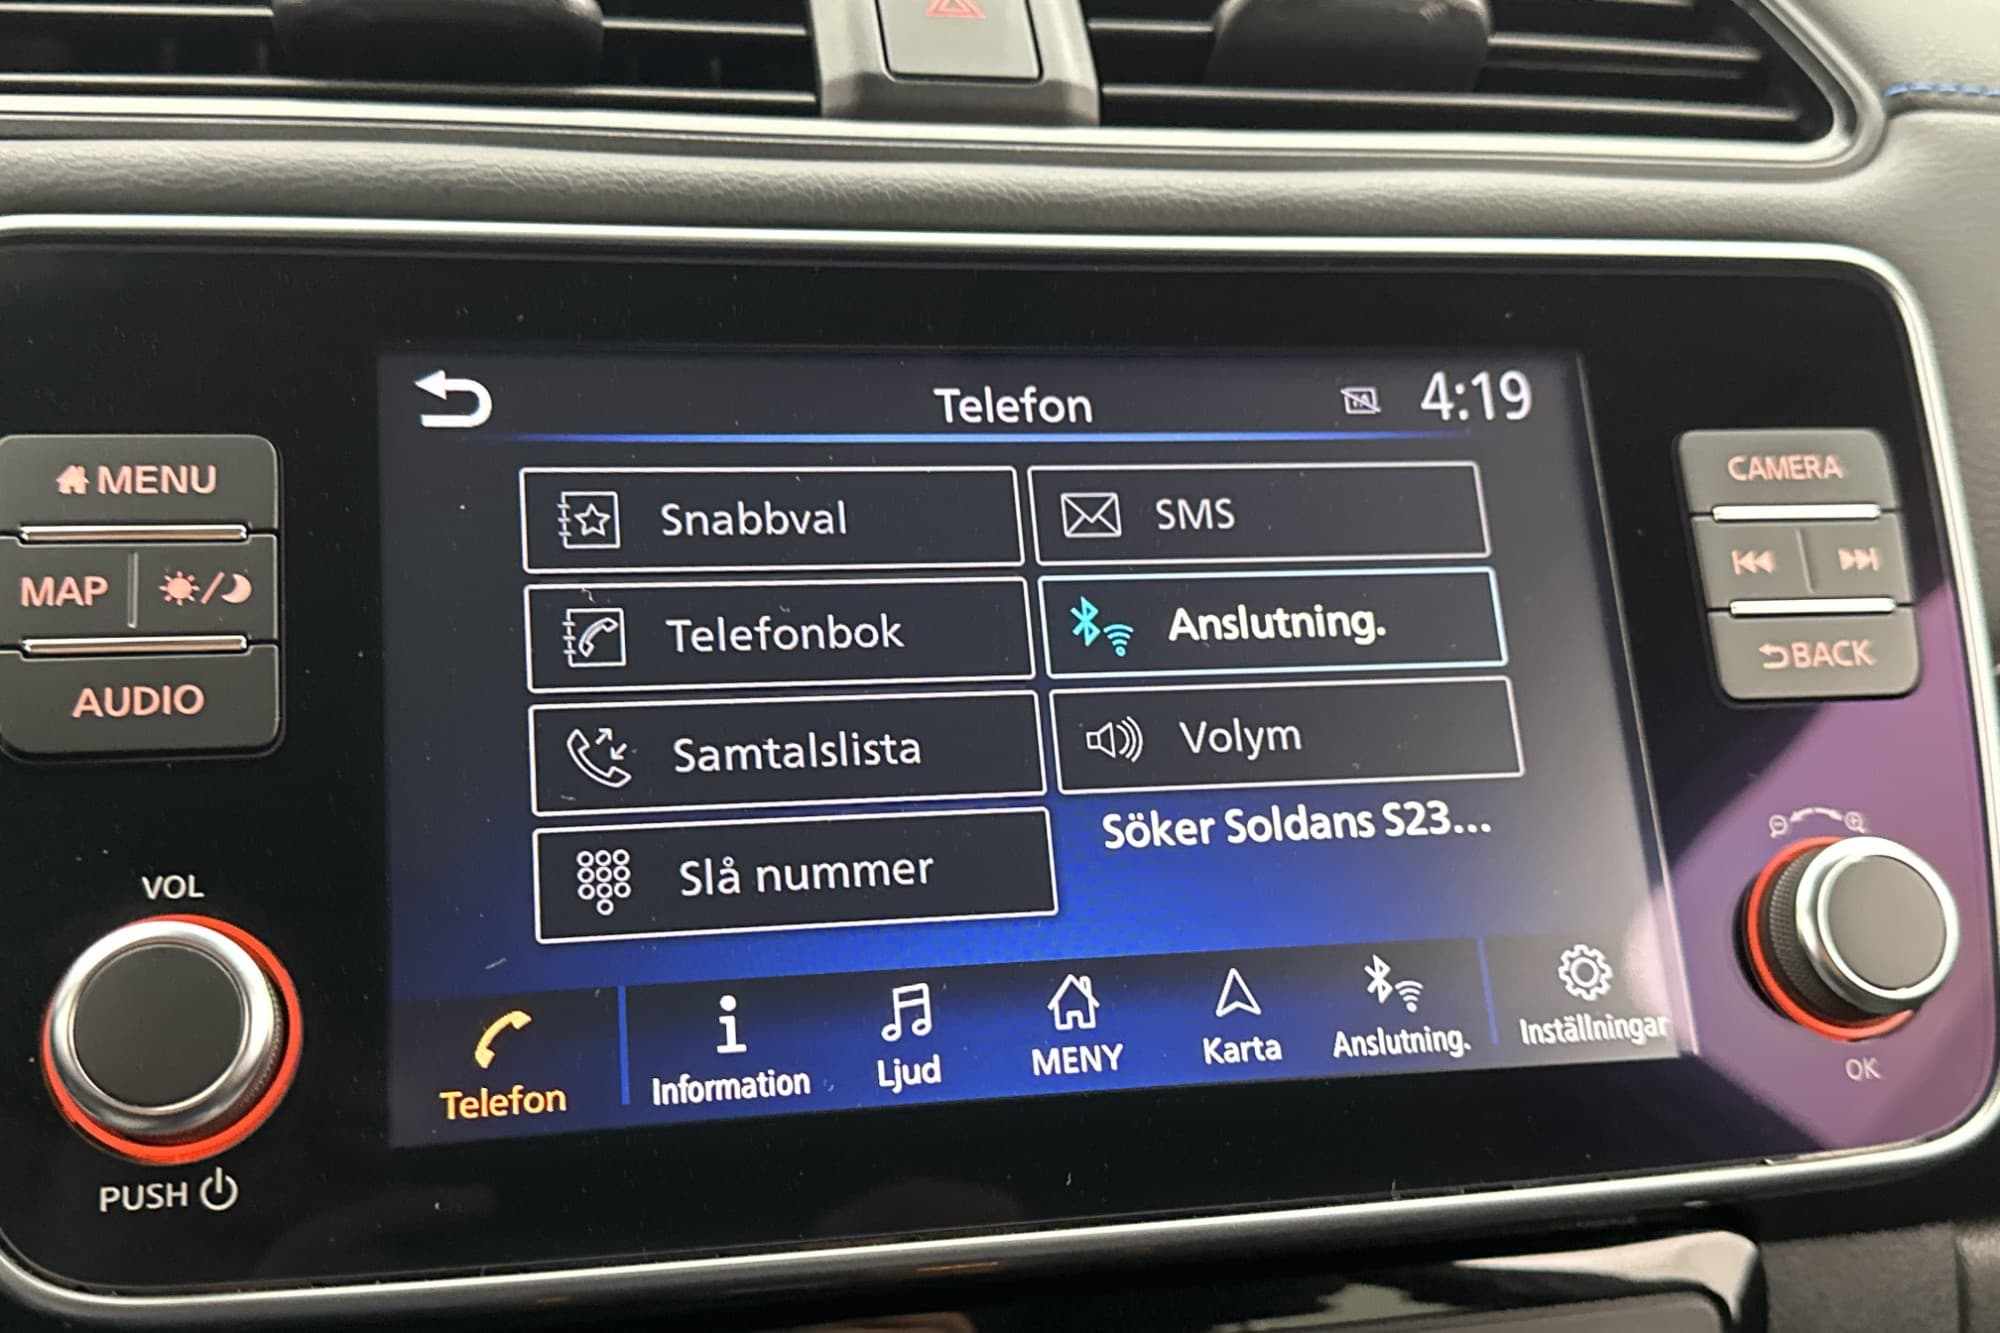 Telefon
4:19
MENU
MAP
AUDIO
VOL
PUSH
Snabbval
SMS
Telefonbok
Anslutning.
Samtalslista
Volym
Slå nummer
Söker Soldans S23...
Telefon
Information
Ljud
MENY
Karta
Anslutning.
Inställningar
CAMERA
BACK
OK